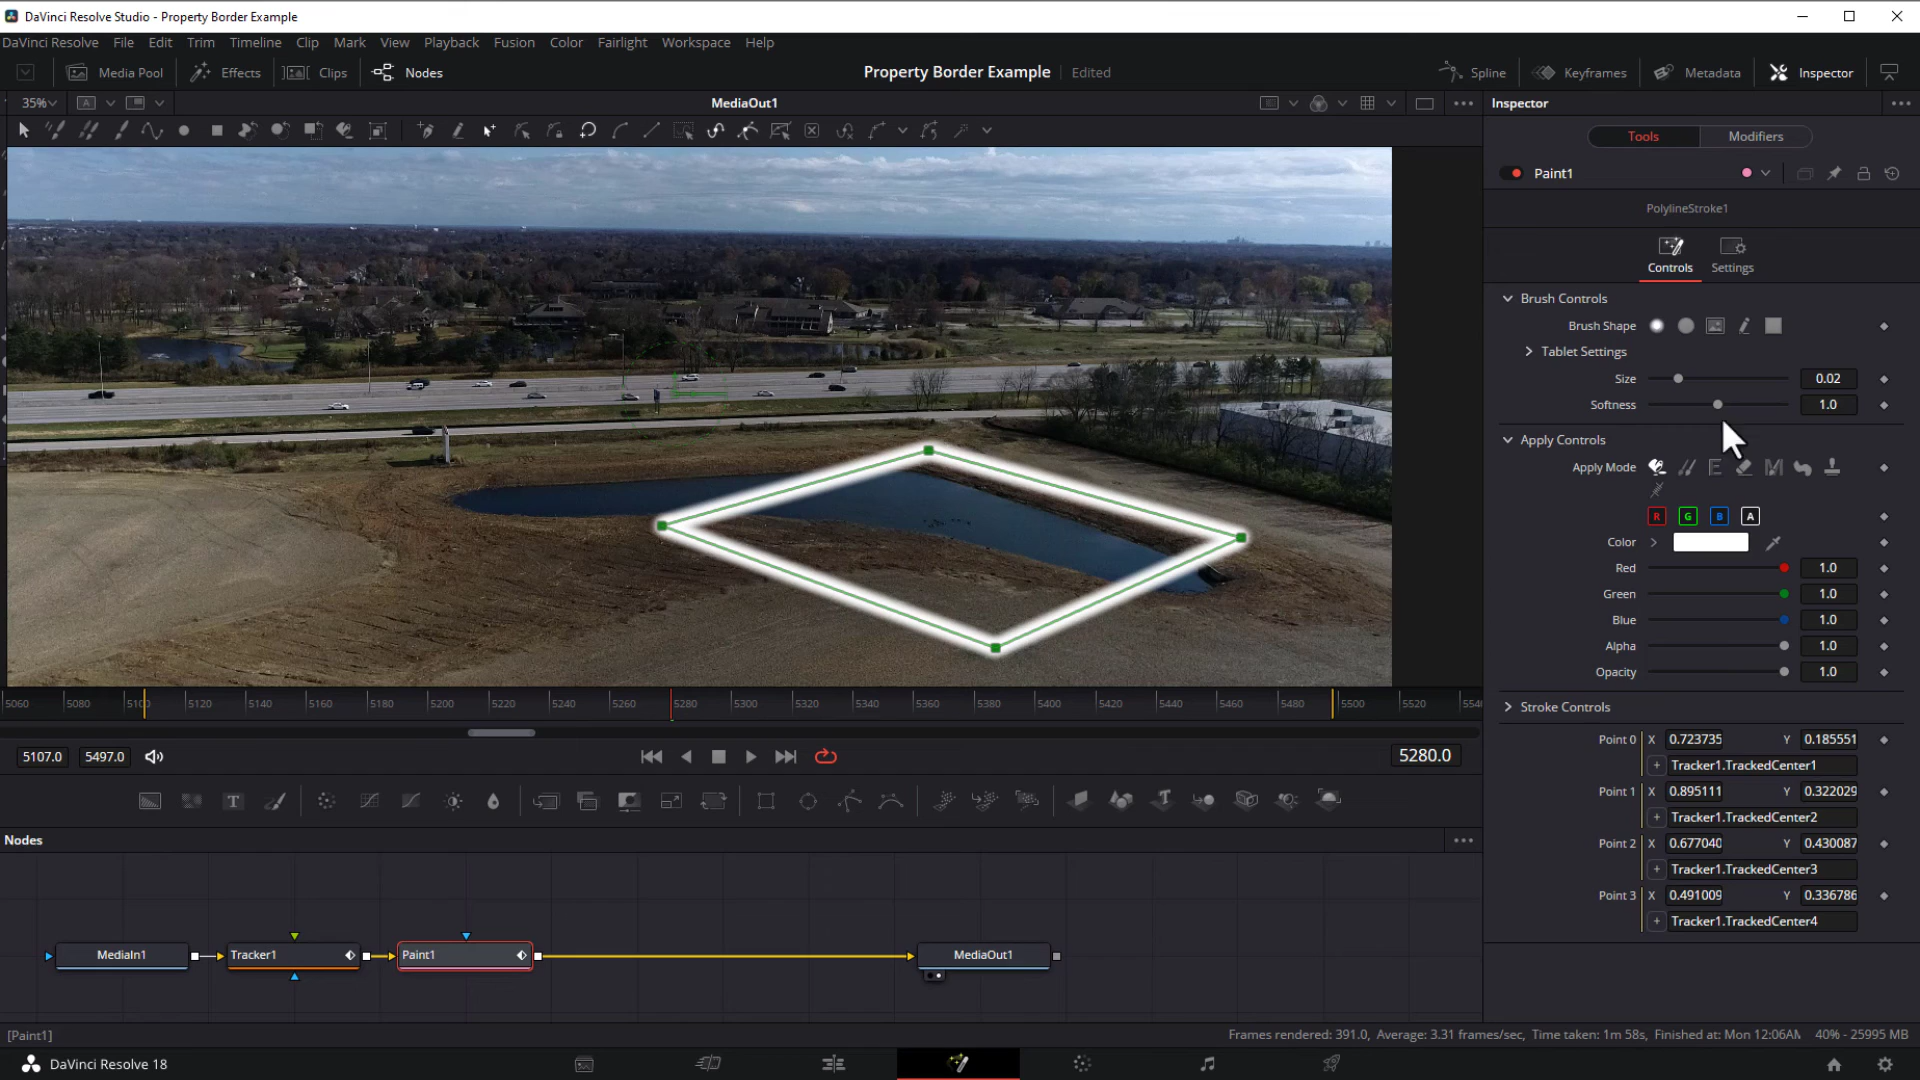 DaVinci Resolve Studio - Property Border Example
DaVinci Resolve File Edit Trim Timeline Clip Mark View Playback Fusion Color Fairlight Workspace Help
Media Pool Effects Clips Nodes Property Border Example Edited Spline Keyframes Metadata Inspector
35% A MediaOut1 Inspector
Tools Modifiers
Paint1
PolylineStroke1
Controls Settings
Brush Controls
Brush Shape
Tablet Settings
Size 0.02
Softness 1.0
Apply Controls
Apply Mode
R G B A
Color
Red 1.0
Green 1.0
Blue 1.0
Alpha 1.0
Opacity 1.0
Stroke Controls
Point 0 X 0.723735 Y 0.185551
Tracker1.TrackedCenter1
Point 1 X 0.895111 Y 0.322029
Tracker1.TrackedCenter2
Point 2 X 0.677040 Y 0.430087
Tracker1.TrackedCenter3
Point 3 X 0.491009 Y 0.336786
Tracker1.TrackedCenter4
5060 5080 5100 5120 5140 5160 5180 5200 5220 5240 5260 5280 5300 5320 5340 5360 5380 5400 5420 5440 5460 5480 5500 5520
5107.0 5497.0 5280.0
T
Nodes
MediaIn1 Tracker1 Paint1 MediaOut1
[Paint1] Frames rendered: 391.0, Average: 3.31 frames/sec, Time taken: 1m 58s, Finished at: Mon 12:06AM 40% - 25995 MB
DaVinci Resolve 18